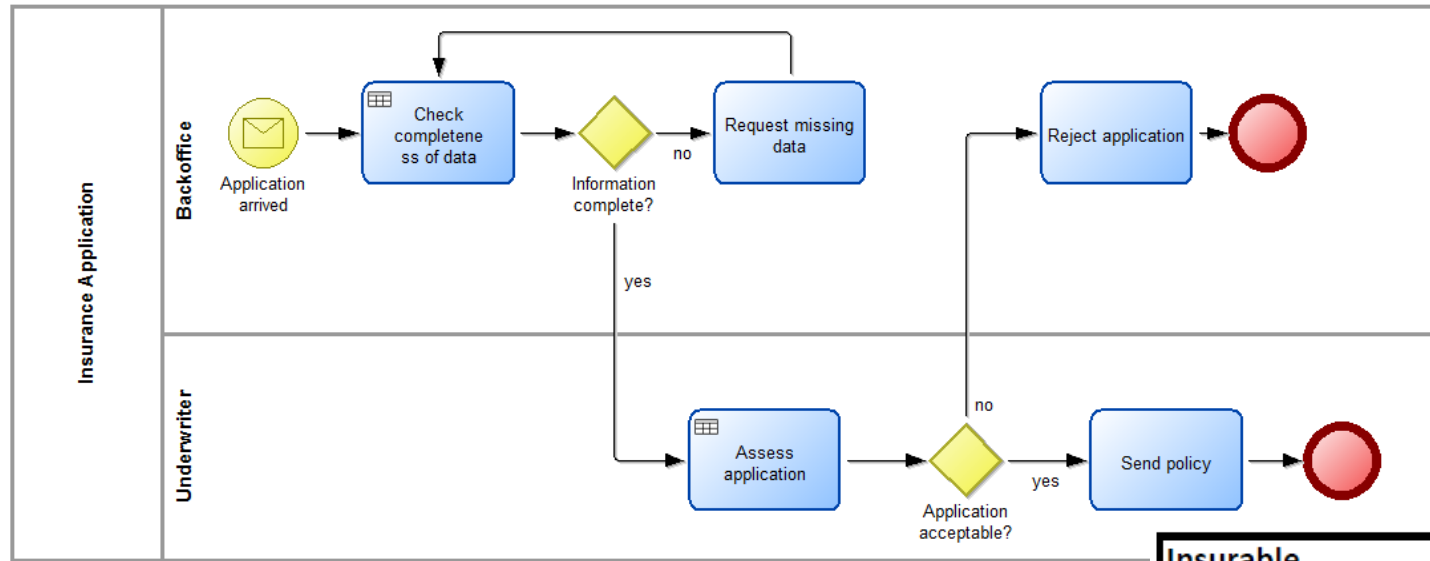 Insurance Application
Backoffice
Application
arrived
Check
completene
ss of data
Information
complete?
no
Request missing
data
yes
Reject application
Underwriter
Assess
application
Application
acceptable?
no
yes
Send policy
Insurable